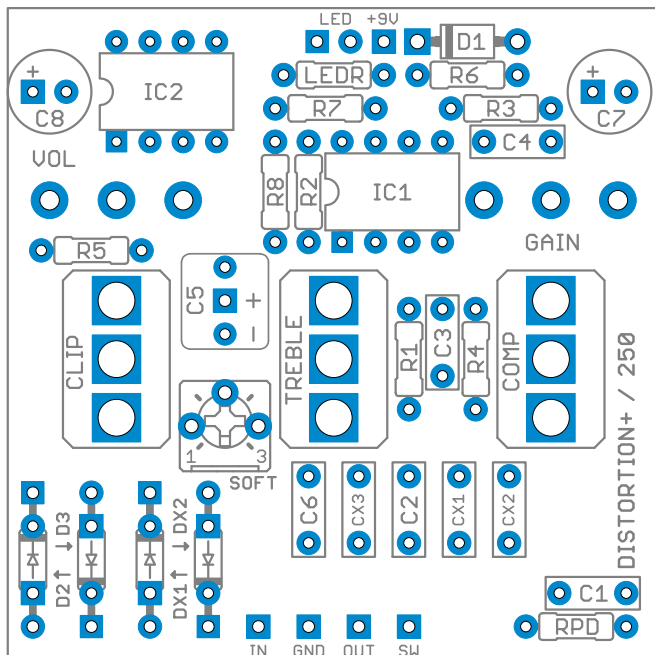 LED +9V
D1
LEDR
R6
IC2
+
C8
R7
R3
+
C7
C4
VOL
R8
R2
IC1
GAIN
R5
C5
+
−
CLIP
TREBLE
R1
C3
R4
COMP
DISTORTION+ / 250
1
3
SOFT
D2↑ ↓D3
DX1↑ ↓DX2
C6
CX3
C2
CX1
CX2
C1
RPD
IN GND OUT SW